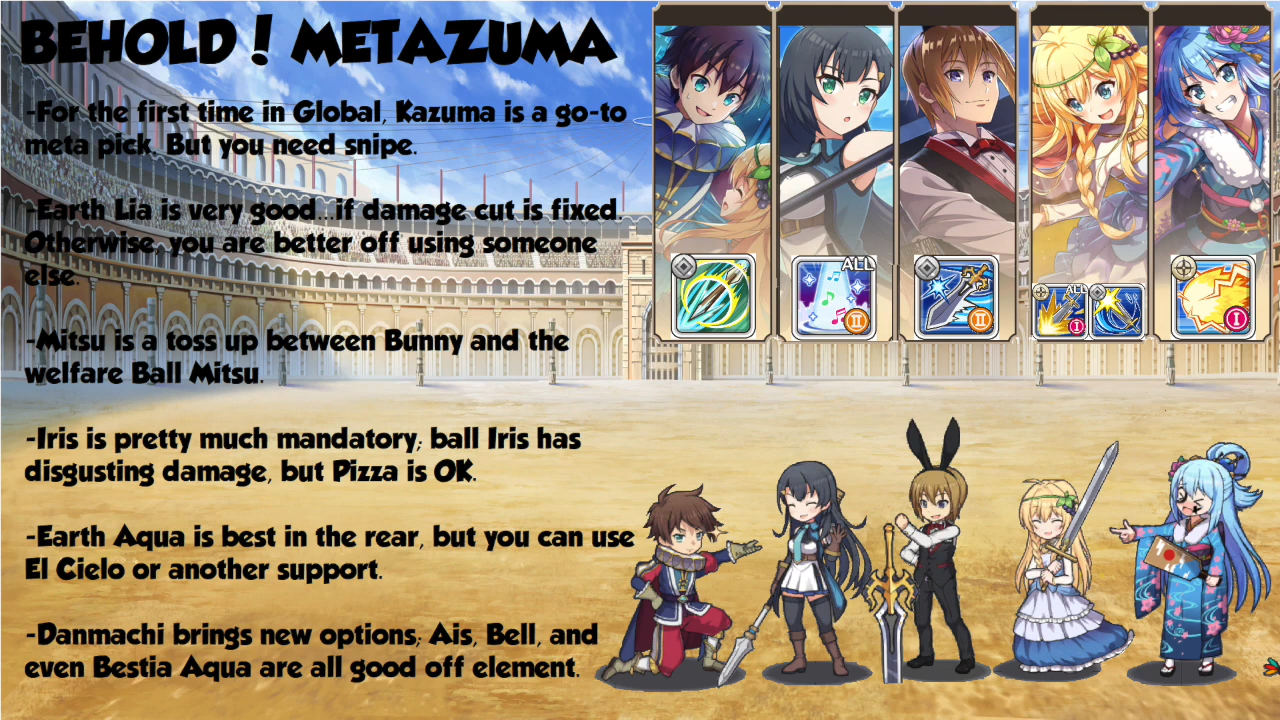 BEHOLD! METAZUMA
-For the first time in Global, Kazuma is a go-to
meta pick. But you need snipe.
-Earth Lia is very good...if damage cut is fixed.
Otherwise, you are better off using someone
else.
-Mitsu is a toss up between Bunny and the
welfare Ball Mitsu.
-Iris is pretty much mandatory; ball Iris has
disgusting damage, but Pizza is OK.
-Earth Aqua is best in the rear, but you can use
El Cielo or another support.
-Danmachi brings new options; Ais, Bell, and
even Bestia Aqua are all good off element.
ALL
II
II
ALL
I
I